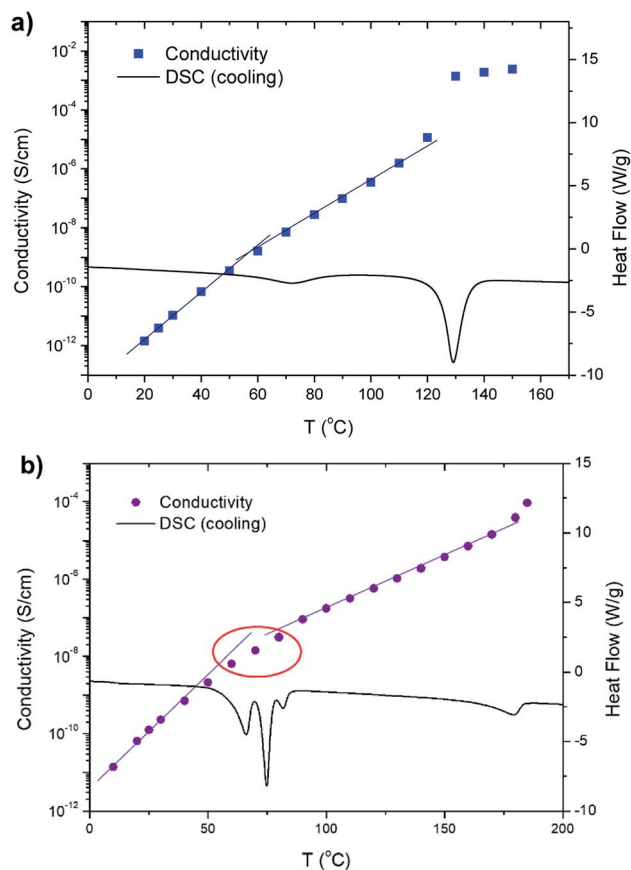 a)
Conductivity
DSC (cooling)
10⁻²
10⁻⁴
10⁻⁶
10⁻⁸
10⁻¹⁰
10⁻¹²
Conductivity (S/cm)
15
10
5
0
-5
-10
Heat Flow (W/g)
0 20 40 60 80 100 120 140 160
T (°C)
b)
Conductivity
DSC (cooling)
10⁻⁴
10⁻⁶
10⁻⁸
10⁻¹⁰
10⁻¹²
Conductivity (S/cm)
15
10
5
0
-5
-10
Heat Flow (W/g)
0 50 100 150 200
T (°C)